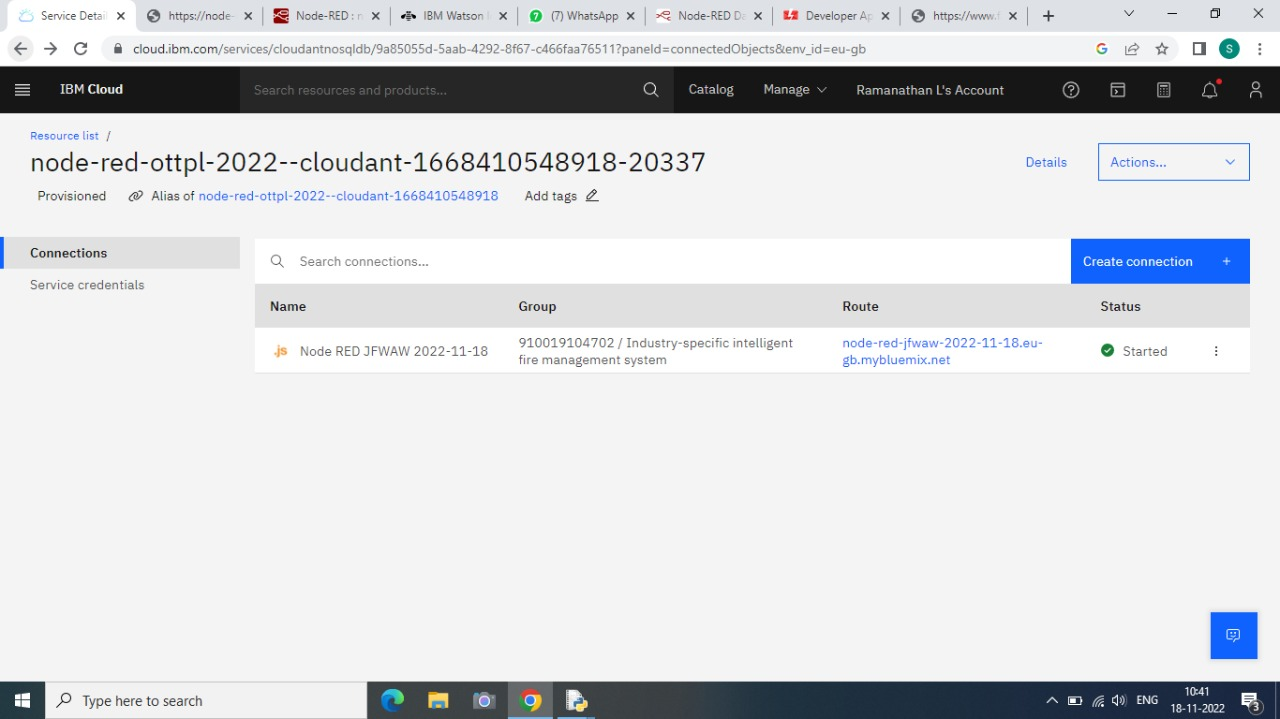 Service Detai
https://node-
Node-RED : n
IBM Watson
(7) WhatsApp
Node-RED Da
Developer Ap
https://www.f
cloud.ibm.com/services/cloudantnosqldb/9a85055d-5aab-4292-8f67-c466faa76511?paneId=connectedObjects&env_id=eu-gb
S
IBM Cloud
Search resources and products...
Catalog
Manage
Ramanathan L's Account
Resource list /
node-red-ottpl-2022--cloudant-1668410548918-20337
Details
Actions...
Provisioned
Alias of node-red-ottpl-2022--cloudant-1668410548918
Add tags
Connections
Service credentials
Search connections...
Create connection +
Name Group Route Status
.js Node RED JFWAW 2022-11-18
910019104702 / Industry-specific intelligent
fire management system
node-red-jfwaw-2022-11-18.eu-
gb.mybluemix.net
Started
Type here to search
ENG
10:41
18-11-2022
3